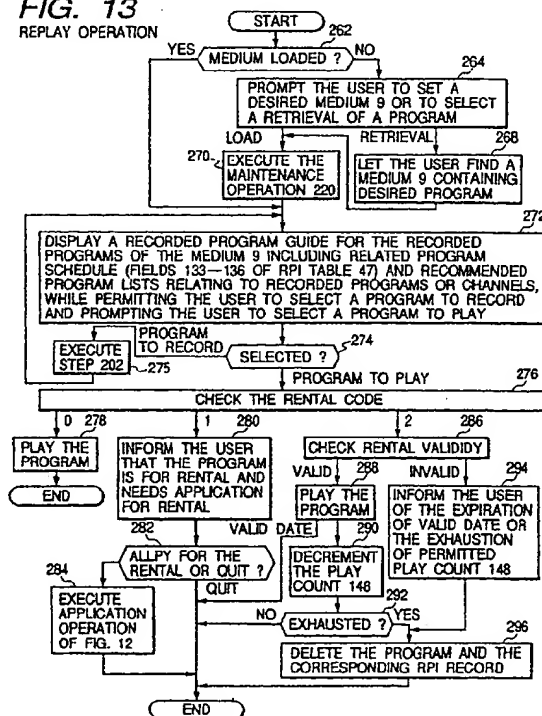 FIG. 13
REPLAY OPERATION
START
262
YES
MEDIUM LOADED ?
NO
264
PROMPT THE USER TO SET A
DESIRED MEDIUM 9 OR TO SELECT
A RETRIEVAL OF A PROGRAM
LOAD
RETRIEVAL
268
270
EXECUTE THE
MAINTENANCE
OPERATION 220
LET THE USER FIND A
MEDIUM 9 CONTAINING
DESIRED PROGRAM
272
DISPLAY A RECORDED PROGRAM GUIDE FOR THE RECORDED
PROGRAMS OF THE MEDIUM 9 INCLUDING RELATED PROGRAM
SCHEDULE (FIELDS 133—136 OF RPI TABLE 47) AND RECOMMENDED
PROGRAM LISTS RELATING TO RECORDED PROGRAMS OR CHANNELS,
WHILE PERMITTING THE USER TO SELECT A PROGRAM TO RECORD
AND PROMPTING THE USER TO SELECT A PROGRAM TO PLAY
PROGRAM
TO RECORD
274
EXECUTE
STEP 202
275
SELECTED ?
276
PROGRAM TO PLAY
CHECK THE RENTAL CODE
0
278
1
280
2
286
PLAY THE
PROGRAM
END
INFORM THE USER
THAT THE PROGRAM
IS FOR RENTAL AND
NEEDS APPLICATION
FOR RENTAL
CHECK RENTAL VALIDIDY
VALID
288
INVALID
294
PLAY THE
PROGRAM
INFORM THE USER
OF THE EXPIRATION
OF VALID DATE OR
THE EXHAUSTION
OF PERMITTED
PLAY COUNT 148
282
VALID DATE
290
ALLPY FOR THE
RENTAL OR QUIT ?
DECREMENT
THE PLAY
COUNT 148
284
QUIT
292
EXECUTE
APPLICATION
OPERATION
OF FIG. 12
NO
EXHAUSTED ?
YES
296
DELETE THE PROGRAM AND THE
CORRESPONDING RPI RECORD
END